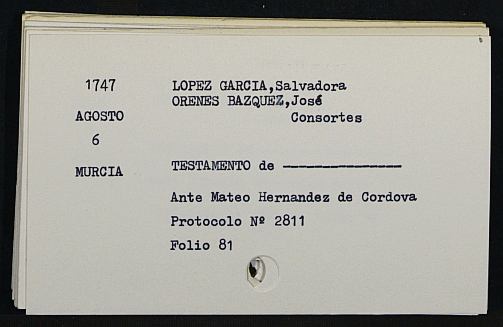 1747
AGOSTO
6
MURCIA
LOPEZ GARCIA,Salvadora
ORENES BAZQUEZ,José
Consortes
TESTAMENTO de ---------------
Ante Mateo Hernandez de Cordova
Protocolo Nº 2811
Folio 81